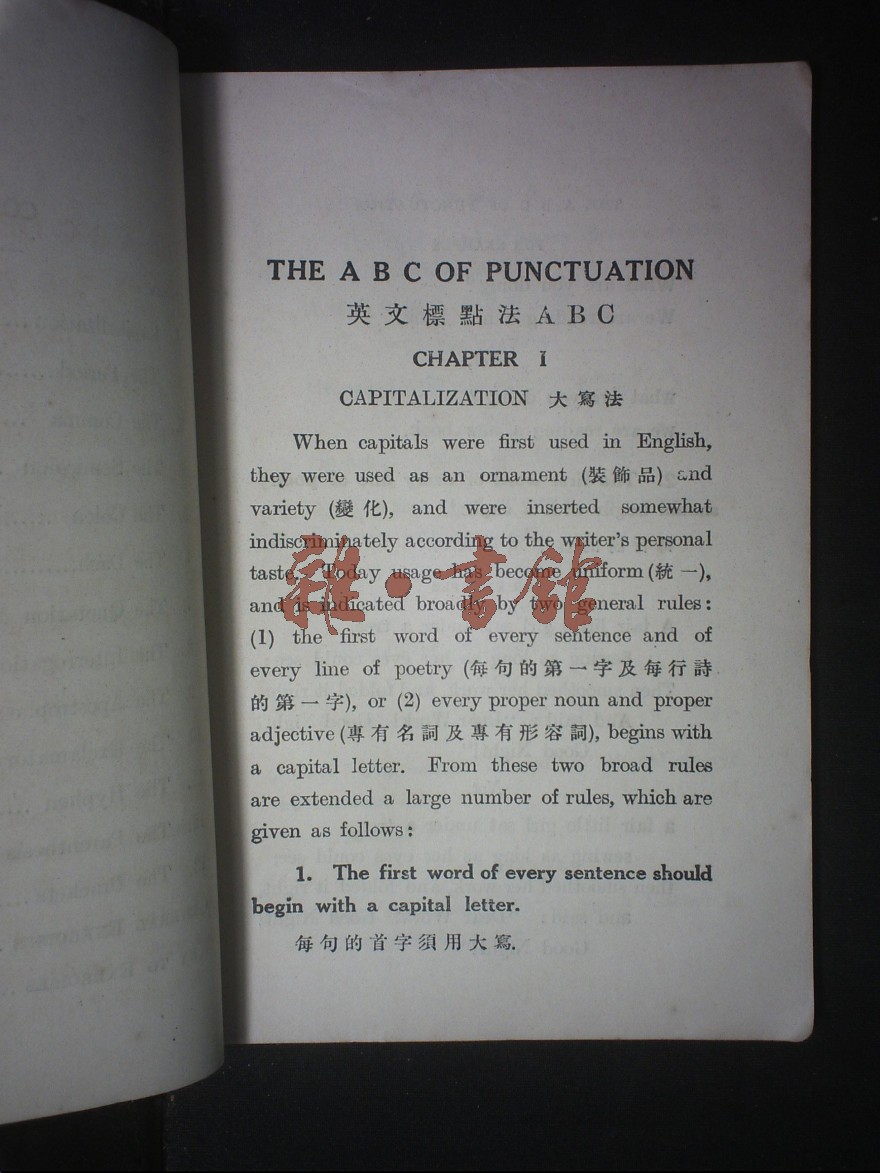 THE A B C OF PUNCTUATION
英文標點法 A B C
CHAPTER I
CAPITALIZATION 大寫法
When capitals were first used in English,
they were used as an ornament (裝飾品) and
variety (變化), and were inserted somewhat
indiscriminately according to the writer's personal
taste. Today usage has become uniform (統一),
and is indicated broadly by two general rules:
(1) the first word of every sentence and of
every line of poetry (每句的第一字及每行詩
的第一字), or (2) every proper noun and proper
adjective (專有名詞及專有形容詞), begins with
a capital letter. From these two broad rules
are extended a large number of rules, which are
given as follows:
1. The first word of every sentence should
begin with a capital letter.
每句的首字須用大寫.
雜·書館